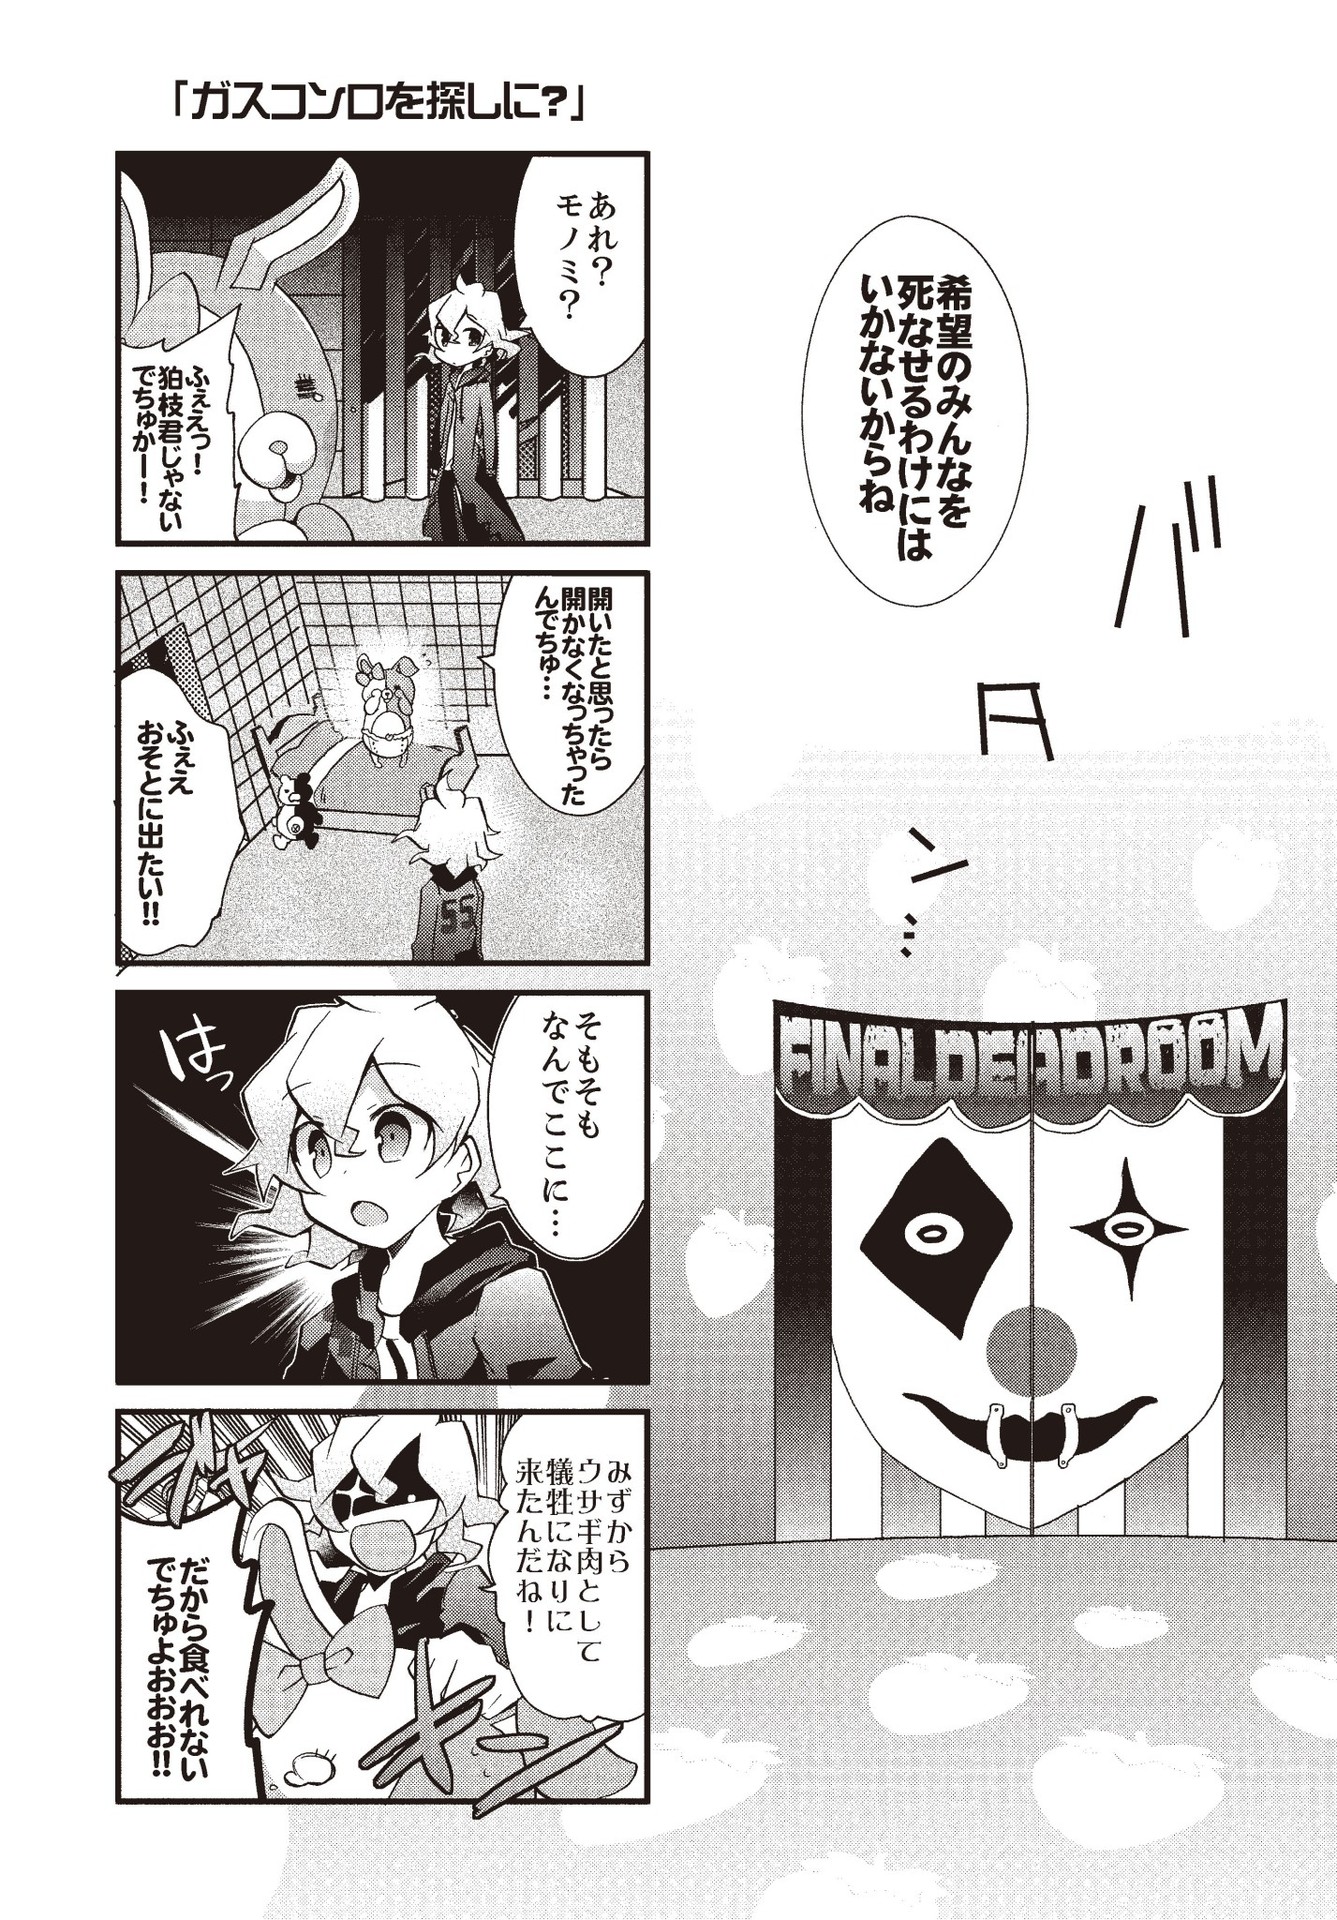 希望のみんなを
死なせるわけには
いかないからね
バタン…
FINALDEADROOM
「ガスコンロを探しに?」
あれ?
モノミ?
ふぇえっ!
狛枝君じゃない
でちゅかー!
開いたと思ったら
開かなくなっちゃった
んでちゅ…
ふぇえ
おそとに出たい!!
55
そもそも
なんでここに…
はっ
みずから
ウサギ肉として
犠牲になりに
来たんだね!
ジャキーン
だから食べれない
でちゅよおおお!!